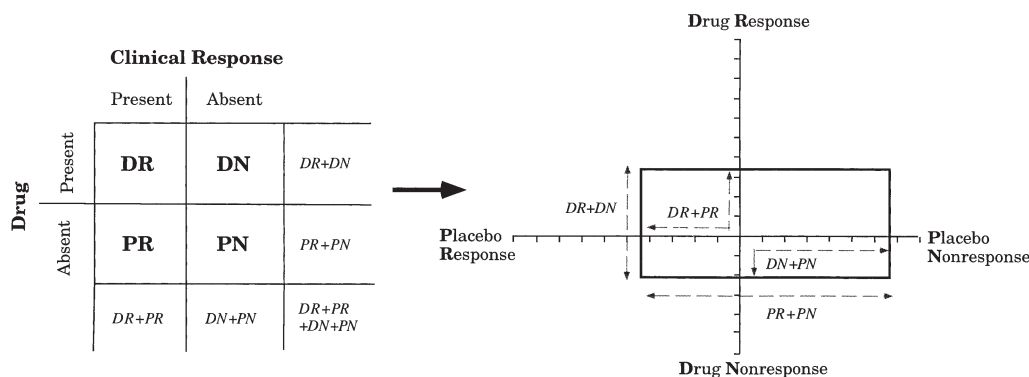 Clinical Response
Present Absent
Drug
Present
DR DN DR+DN
Absent
PR PN PR+PN
DR+PR DN+PN DR+PR
+DN+PN
Drug Response
DR+DN
DR+PR
Placebo
Response
Placebo
Nonresponse
DN+PN
PR+PN
Drug Nonresponse